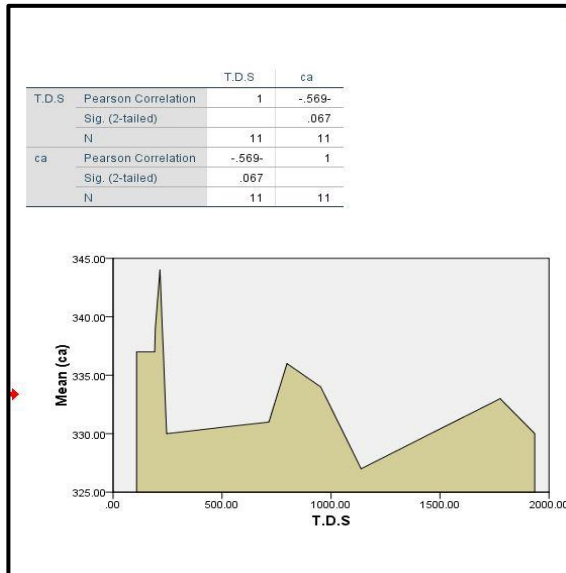 T.D.S ca
T.D.S Pearson Correlation 1 -.569-
Sig. (2-tailed) .067
N 11 11
ca Pearson Correlation -.569- 1
Sig. (2-tailed) .067
N 11 11
345.00
340.00
335.00
330.00
325.00
Mean (ca)
.00 500.00 1000.00 1500.00 2000.00
T.D.S